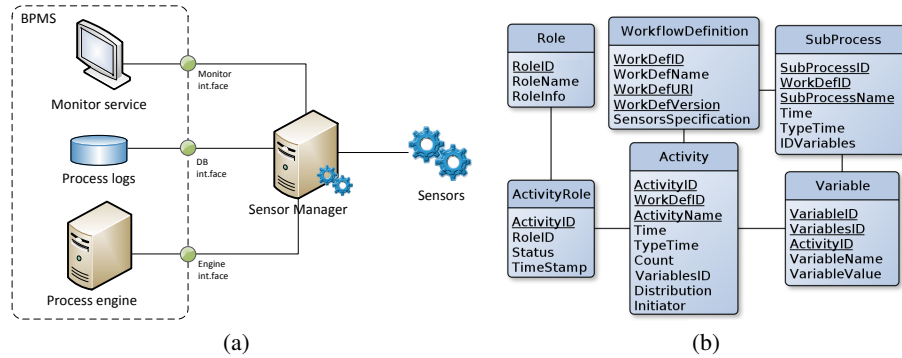 BPMS
Monitor service
Monitor
int.face
Process logs
DB
int.face
Process engine
Engine
int.face
Sensor Manager
Sensors
(a)
Role
RoleID
RoleName
RoleInfo
WorkflowDefinition
WorkDefID
WorkDefName
WorkDefURI
WorkDefVersion
SensorsSpecification
SubProcess
SubProcessID
WorkDefID
SubProcessName
Time
TypeTime
IDVariables
ActivityRole
ActivityID
RoleID
Status
TimeStamp
Activity
ActivityID
WorkDefID
ActivityName
Time
TypeTime
Count
VariablesID
Distribution
Initiator
Variable
VariableID
VariablesID
ActivityID
VariableName
VariableValue
(b)